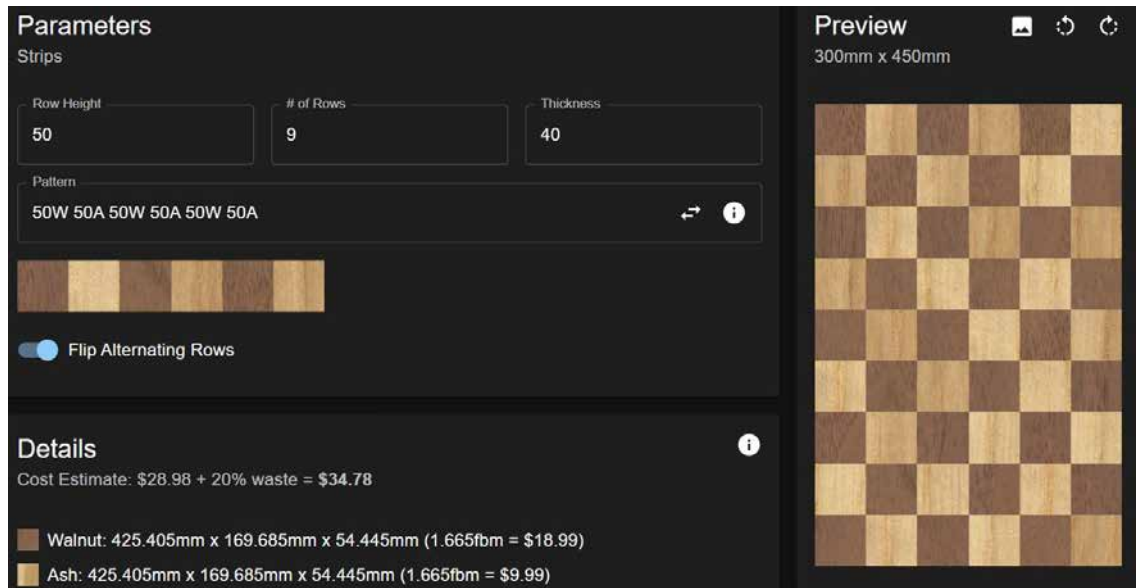 Parameters
Strips
Row Height
50
# of Rows
9
Thickness
40
Pattern
50W 50A 50W 50A 50W 50A
Flip Alternating Rows
Details
Cost Estimate: $28.98 + 20% waste = $34.78
Walnut: 425.405mm x 169.685mm x 54.445mm (1.665fbm = $18.99)
Ash: 425.405mm x 169.685mm x 54.445mm (1.665fbm = $9.99)
Preview
300mm x 450mm